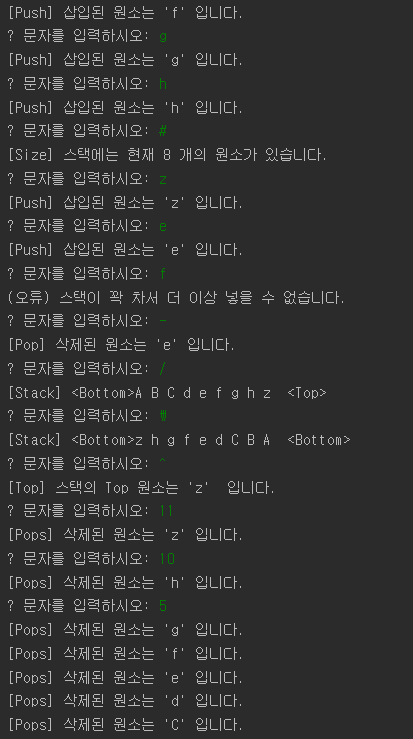 [Push] 삽입된 원소는 'f' 입니다.
? 문자를 입력하시오: g
[Push] 삽입된 원소는 'g' 입니다.
? 문자를 입력하시오: h
[Push] 삽입된 원소는 'h' 입니다.
? 문자를 입력하시오: #
[Size] 스택에는 현재 8 개의 원소가 있습니다.
? 문자를 입력하시오: z
[Push] 삽입된 원소는 'z' 입니다.
? 문자를 입력하시오: e
[Push] 삽입된 원소는 'e' 입니다.
? 문자를 입력하시오: f
(오류) 스택이 꽉 차서 더 이상 넣을 수 없습니다.
? 문자를 입력하시오: -
[Pop] 삭제된 원소는 'e' 입니다.
? 문자를 입력하시오: /
[Stack] <Bottom>A B C d e f g h z  <Top>
? 문자를 입력하시오: ₩
[Stack] <Bottom>z h g f e d C B A  <Bottom>
? 문자를 입력하시오: ^
[Top] 스택의 Top 원소는 'z'  입니다.
? 문자를 입력하시오: 11
[Pops] 삭제된 원소는 'z' 입니다.
? 문자를 입력하시오: 10
[Pops] 삭제된 원소는 'h' 입니다.
? 문자를 입력하시오: 5
[Pops] 삭제된 원소는 'g' 입니다.
[Pops] 삭제된 원소는 'f' 입니다.
[Pops] 삭제된 원소는 'e' 입니다.
[Pops] 삭제된 원소는 'd' 입니다.
[Pops] 삭제된 원소는 'C' 입니다.